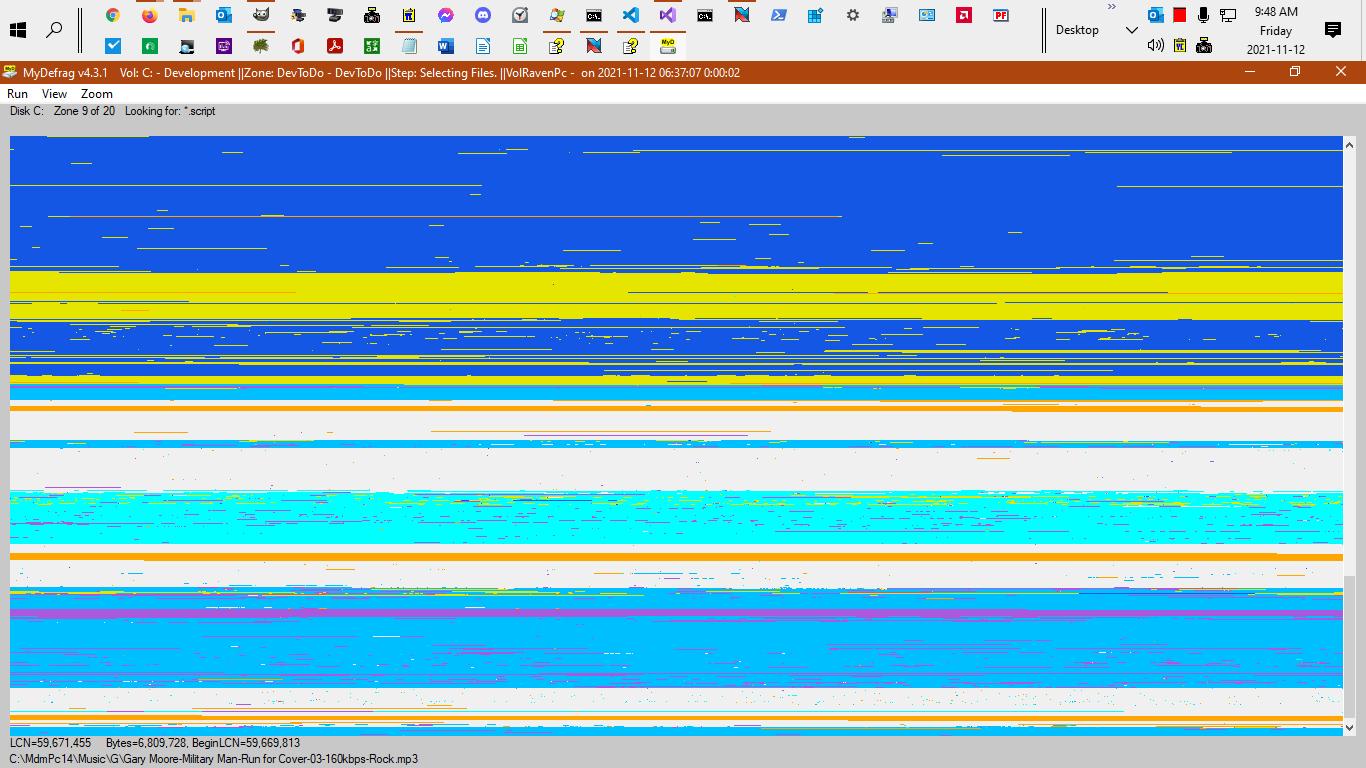 9:48 AM
Desktop
Friday
2021-11-12
MyDefrag v4.3.1 Vol: C: - Development ||Zone: DevToDo - DevToDo ||Step: Selecting Files. ||VolRavenPc - on 2021-11-12 06:37:07 0:00:02
Run View Zoom
Disk C: Zone 9 of 20 Looking for: *.script
LCN=59,671,455 Bytes=6,809,728, BeginLCN=59,669,813
C:\MdmPc14\Music\G\Gary Moore-Military Man-Run for Cover-03-160kbps-Rock.mp3